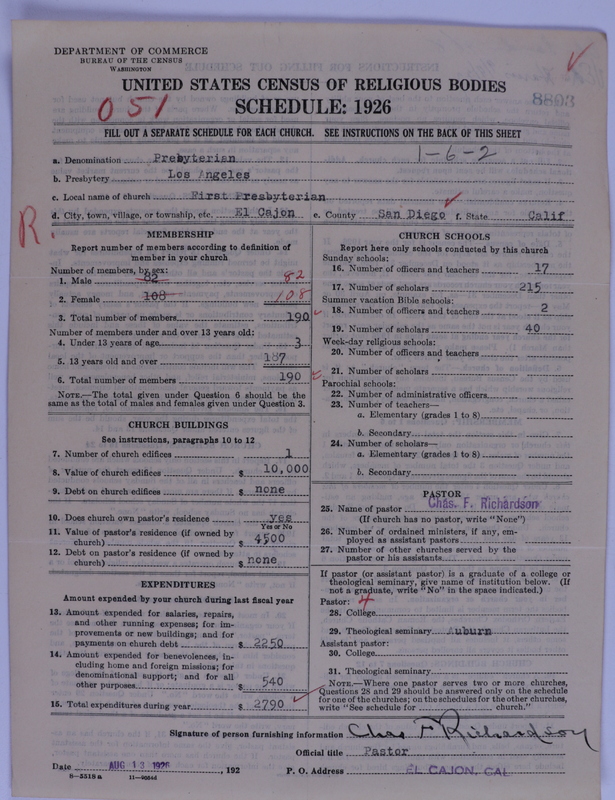 DEPARTMENT OF COMMERCE
BUREAU OF THE CENSUS
WASHINGTON
UNITED STATES CENSUS OF RELIGIOUS BODIES
SCHEDULE: 1926
8803
051
FILL OUT A SEPARATE SCHEDULE FOR EACH CHURCH. SEE INSTRUCTIONS ON THE BACK OF THIS SHEET
1-6-2
a. Denomination Presbyterian
b. Presbytery Los Angeles
c. Local name of church First Presbyterian
d. City, town, village, or township, etc. El Cajon e. County San Diego f. State Calif
R.
MEMBERSHIP
Report number of members according to definition of
member in your church
Number of members, by sex:
1. Male 82 82
2. Female 108 108
3. Total number of members 190
Number of members under and over 13 years old:
4. Under 13 years of age 3
5. 13 years old and over 187
6. Total number of members 190
NOTE.—The total given under Question 6 should be
same as the total of males and females given under Question 3.
CHURCH BUILDINGS
See instructions, paragraphs 10 to 12
7. Number of church edifices 1
8. Value of church edifices $ 10,000
9. Debt on church edifices $ none
10. Does church own pastor's residence yes
Yes or No
11. Value of pastor's residence (if owned by
church) $ 4500
12. Debt on pastor's residence (if owned by
church) $ none
EXPENDITURES
Amount expended by your church during last fiscal year
13. Amount expended for salaries, repairs,
and other running expenses; for im-
provements or new buildings; and for
payments on church debt $ 2250
14. Amount expended for benevolences, in-
cluding home and foreign missions; for
denominational support; and for all
other purposes $ 540
15. Total expenditures during year $ 2790
CHURCH SCHOOLS
Report here only schools conducted by this church
Sunday schools:
16. Number of officers and teachers 17
17. Number of scholars 215
Summer vacation Bible schools:
18. Number of officers and teachers 2
19. Number of scholars 40
Week-day religious schools:
20. Number of officers and teachers
21. Number of scholars
Parochial schools:
22. Number of administrative officers
23. Number of teachers—
a. Elementary (grades 1 to 8)
b. Secondary
24. Number of scholars—
a. Elementary (grades 1 to 8)
b. Secondary
PASTOR
25. Name of pastor Chas. F. Richardson
(If church has no pastor, write "None")
26. Number of ordained ministers, if any, em-
ployed as assistant pastors
27. Number of other churches served by the
pastor or his assistants
If pastor (or assistant pastor) is a graduate of a college or
theological seminary, give name of institution below. (If
not a graduate, write "No" in the space indicated.)
Pastor: 4
28. College
29. Theological seminary Auburn
Assistant pastor:
30. College
31. Theological seminary
NOTE.—Where one pastor serves two or more churches,
Questions 28 and 29 should be answered only on the schedule
for one of the churches; on the schedules for the other churches,
write "See schedule for church."
Signature of person furnishing information Chas F Richardson
Official title Pastor
Date AUG 13 1926, 192 P. O. Address EL CAJON, CAL
8—5518 a